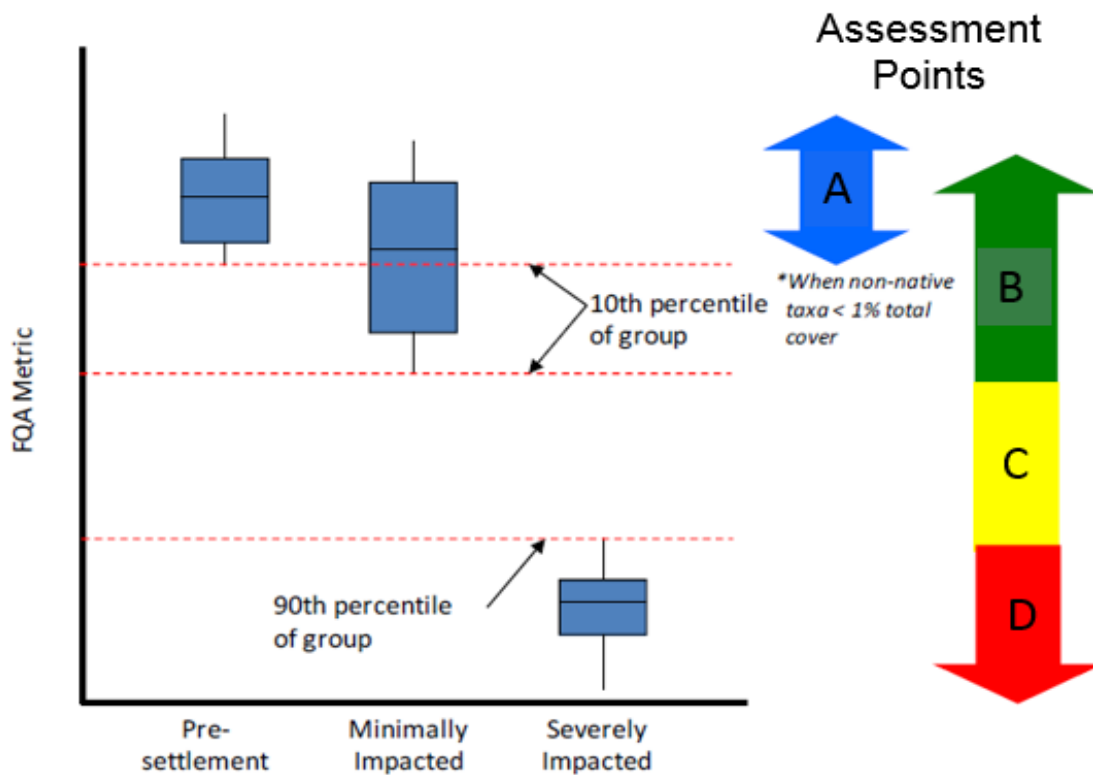 Assessment
Points
A
B
*When non-native
taxa < 1% total
cover
10th percentile
of group
FQA Metric
C
90th percentile
of group
D
Pre-
settlement
Minimally
Impacted
Severely
Impacted